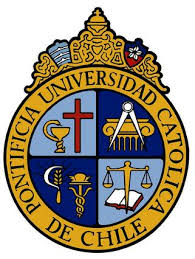 PONTIFICIA UNIVERSIDAD CATOLICA
DE CHILE